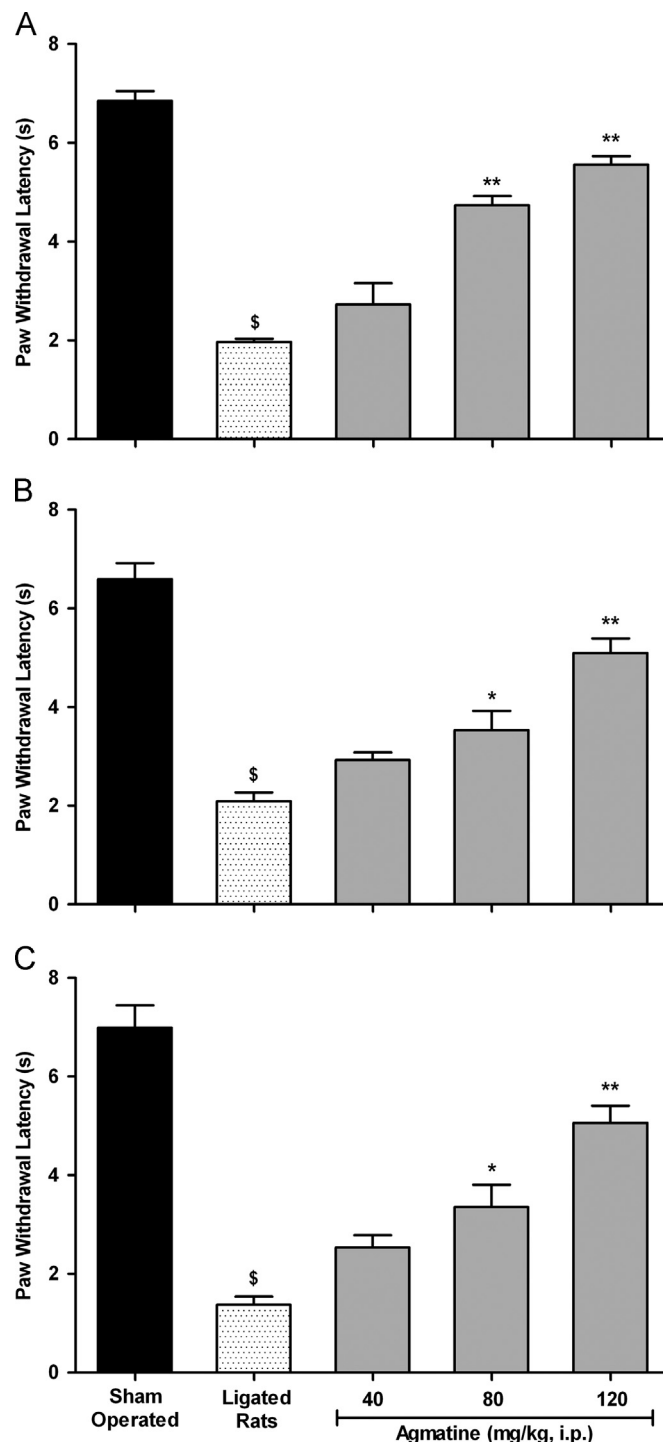 A
Paw Withdrawal Latency (s)
8
6
4
2
0
$
**
**
B
Paw Withdrawal Latency (s)
8
6
4
2
0
$
*
**
C
Paw Withdrawal Latency (s)
8
6
4
2
0
$
*
**
Sham
Operated
Ligated
Rats
40
80
120
Agmatine (mg/kg, i.p.)